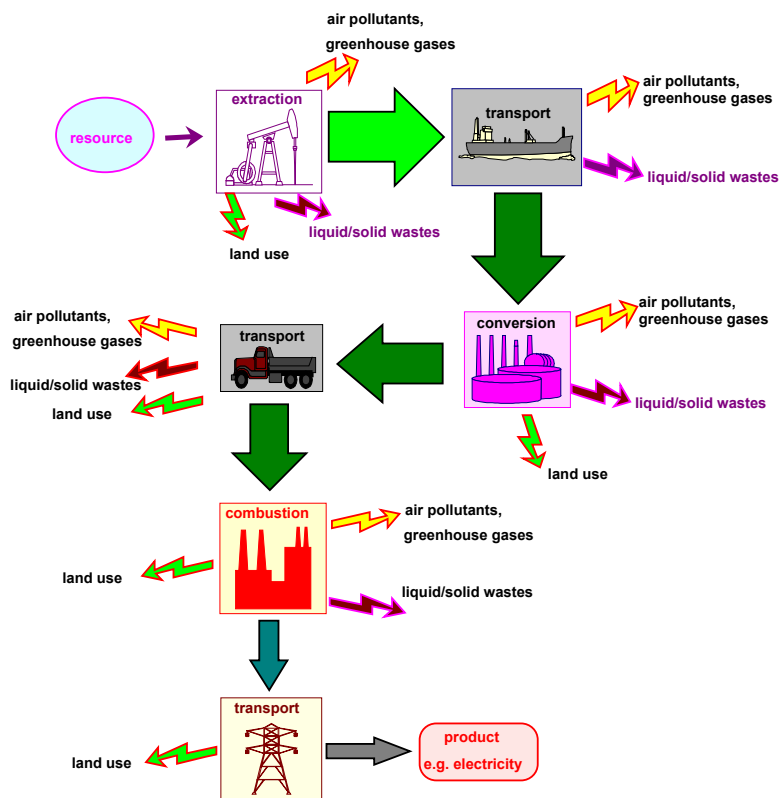 air pollutants,
greenhouse gases
extraction
resource
liquid/solid wastes
land use
transport
air pollutants,
greenhouse gases
liquid/solid wastes
conversion
air pollutants,
greenhouse gases
liquid/solid wastes
land use
transport
air pollutants,
greenhouse gases
liquid/solid wastes
land use
combustion
air pollutants,
greenhouse gases
land use
liquid/solid wastes
transport
land use
product
e.g. electricity